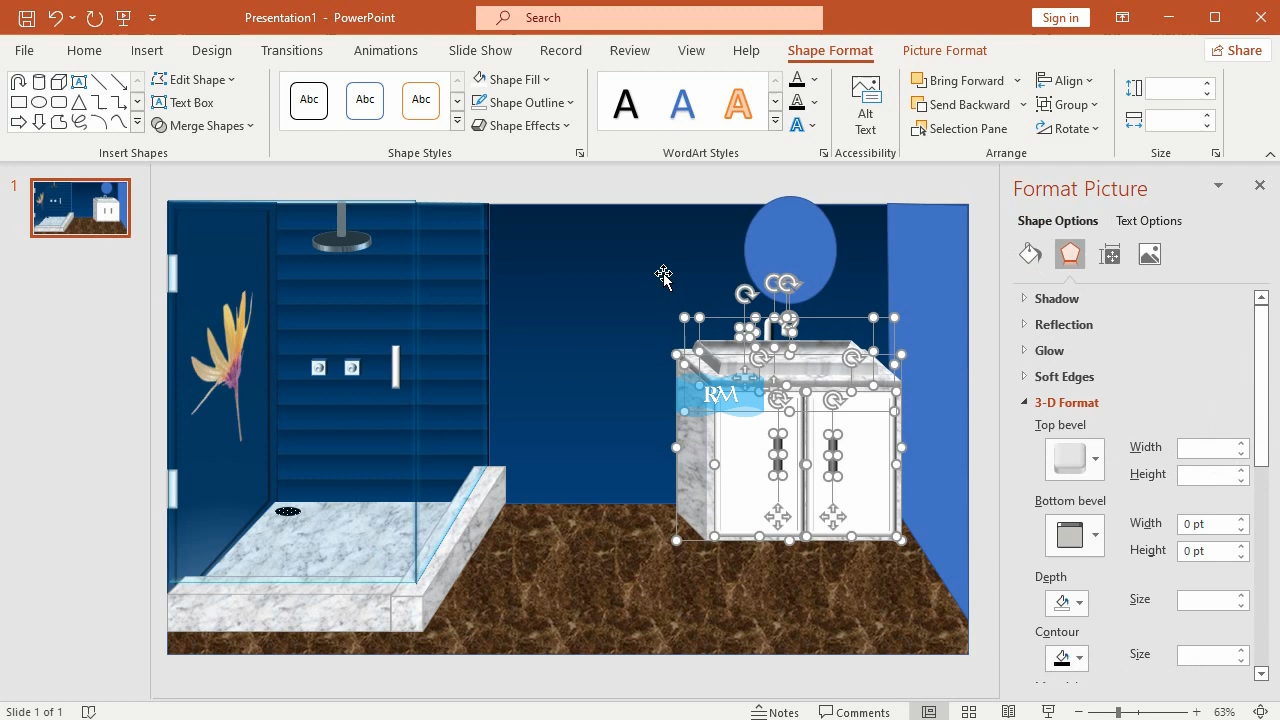 Presentation1 - PowerPoint
Search
Sign in
File Home Insert Design Transitions Animations Slide Show Record Review View Help Shape Format Picture Format Share
Edit Shape
Text Box
Merge Shapes
Insert Shapes
Abc Abc Abc
Shape Fill
Shape Outline
Shape Effects
Shape Styles
A A A
A
A
A
WordArt Styles
Alt
Text
Accessibility
Bring Forward
Send Backward
Selection Pane
Align
Group
Rotate
Arrange
Size
1
RM
Format Picture
Shape Options Text Options
Shadow
Reflection
Glow
Soft Edges
3-D Format
Top bevel
Width
Height
Bottom bevel
Width 0 pt
Height 0 pt
Depth
Size
Contour
Size
Slide 1 of 1
Notes
Comments
63%